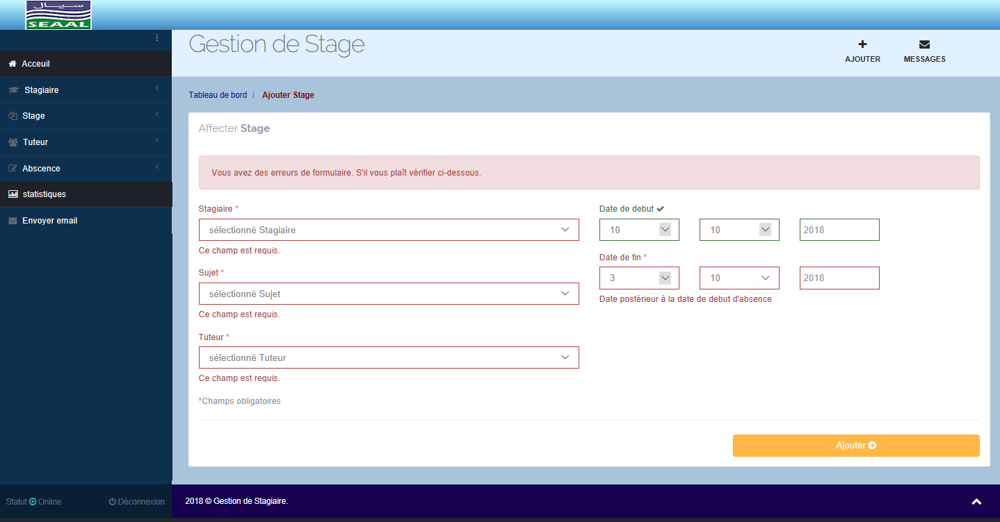 سيال
SEAAL
Gestion de Stage
AJOUTER
MESSAGES
Acceuil
Stagiaire
Stage
Tuteur
Abscence
statistiques
Envoyer email
Tableau de bord / Ajouter Stage
Affecter Stage
Vous avez des erreurs de formulaire. S'il vous plaît vérifier ci-dessous.
Stagiaire *
sélectionné Stagiaire
Ce champ est requis.
Sujet *
sélectionné Sujet
Ce champ est requis.
Tuteur *
sélectionné Tuteur
Ce champ est requis.
*Champs obligatoires
Date de debut
10 10 2018
Date de fin *
3 10 2018
Date postérieur à la date de debut d'absence
Ajouter
Statut Online Déconnexion
2018 © Gestion de Stagiaire.